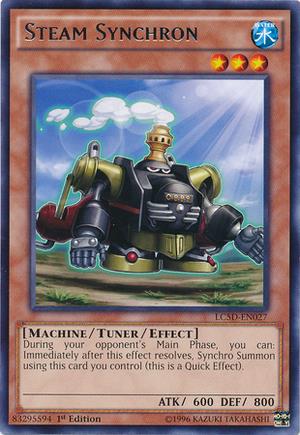 STEAM SYNCHRON
WATER
水
LC5D-EN027
[MACHINE/TUNER/EFFECT]
During your opponent's Main Phase, you can:
Immediately after this effect resolves, Synchro Summon
using this card you control (this is a Quick Effect).
ATK/ 600 DEF/ 800
83295594 1st Edition ©1996 KAZUKI TAKAHASHI